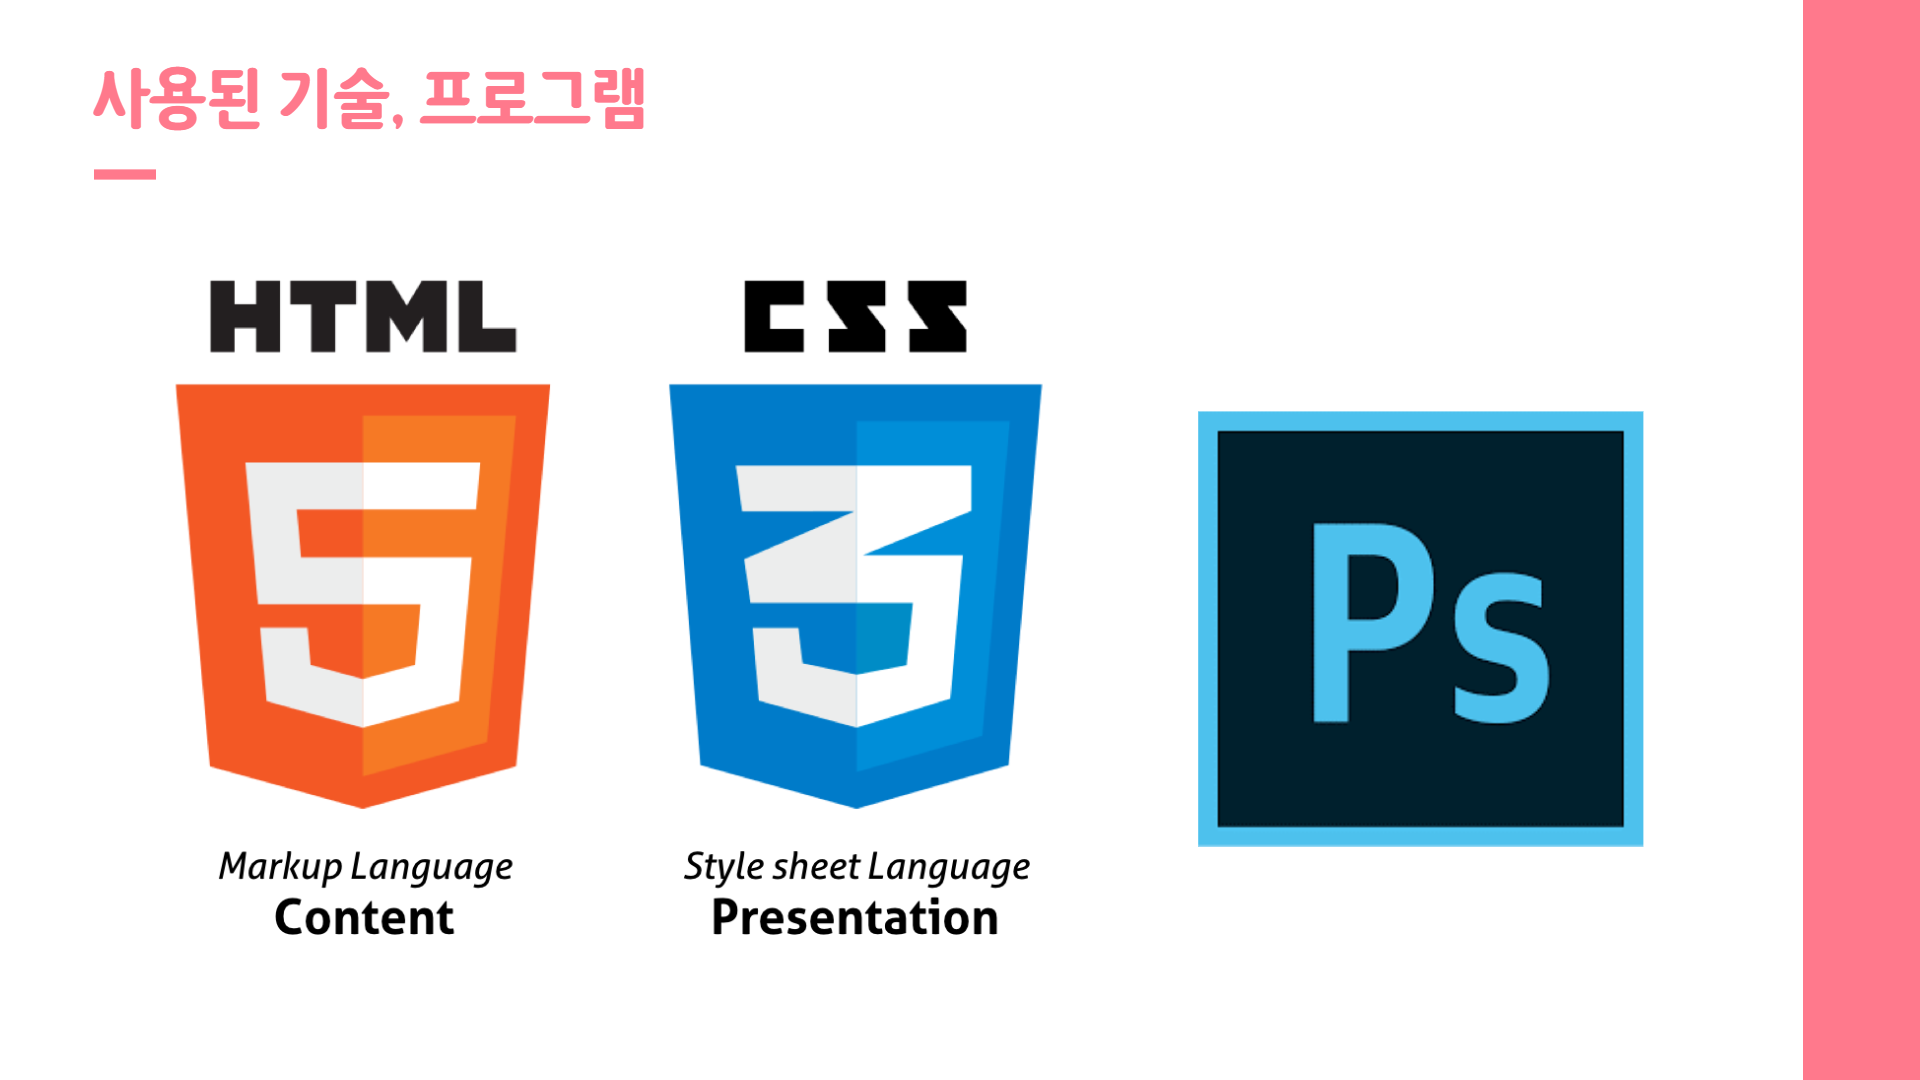 사용된 기술, 프로그램
HTML
5
Markup Language
Content
CSS
3
Style sheet Language
Presentation
Ps